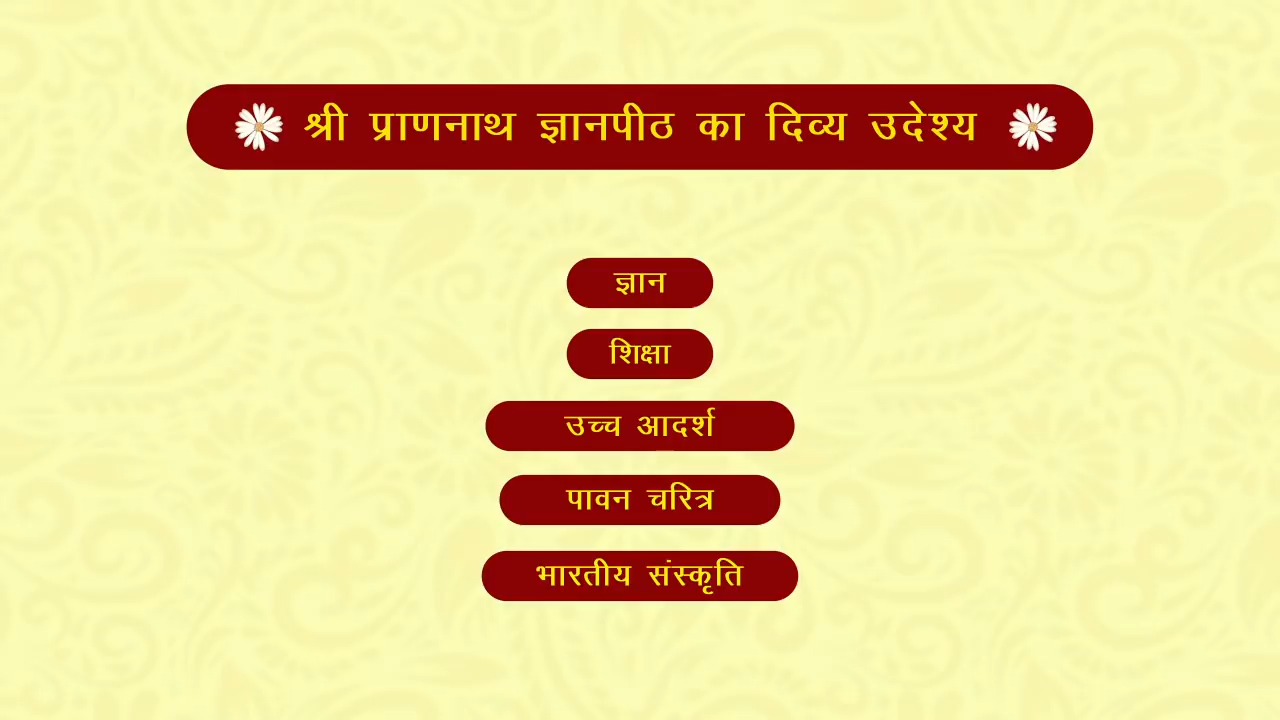 श्री प्राणनाथ ज्ञानपीठ का दिव्य उदेश्य
ज्ञान
शिक्षा
उच्च आदर्श
पावन चरित्र
भारतीय संस्कृति